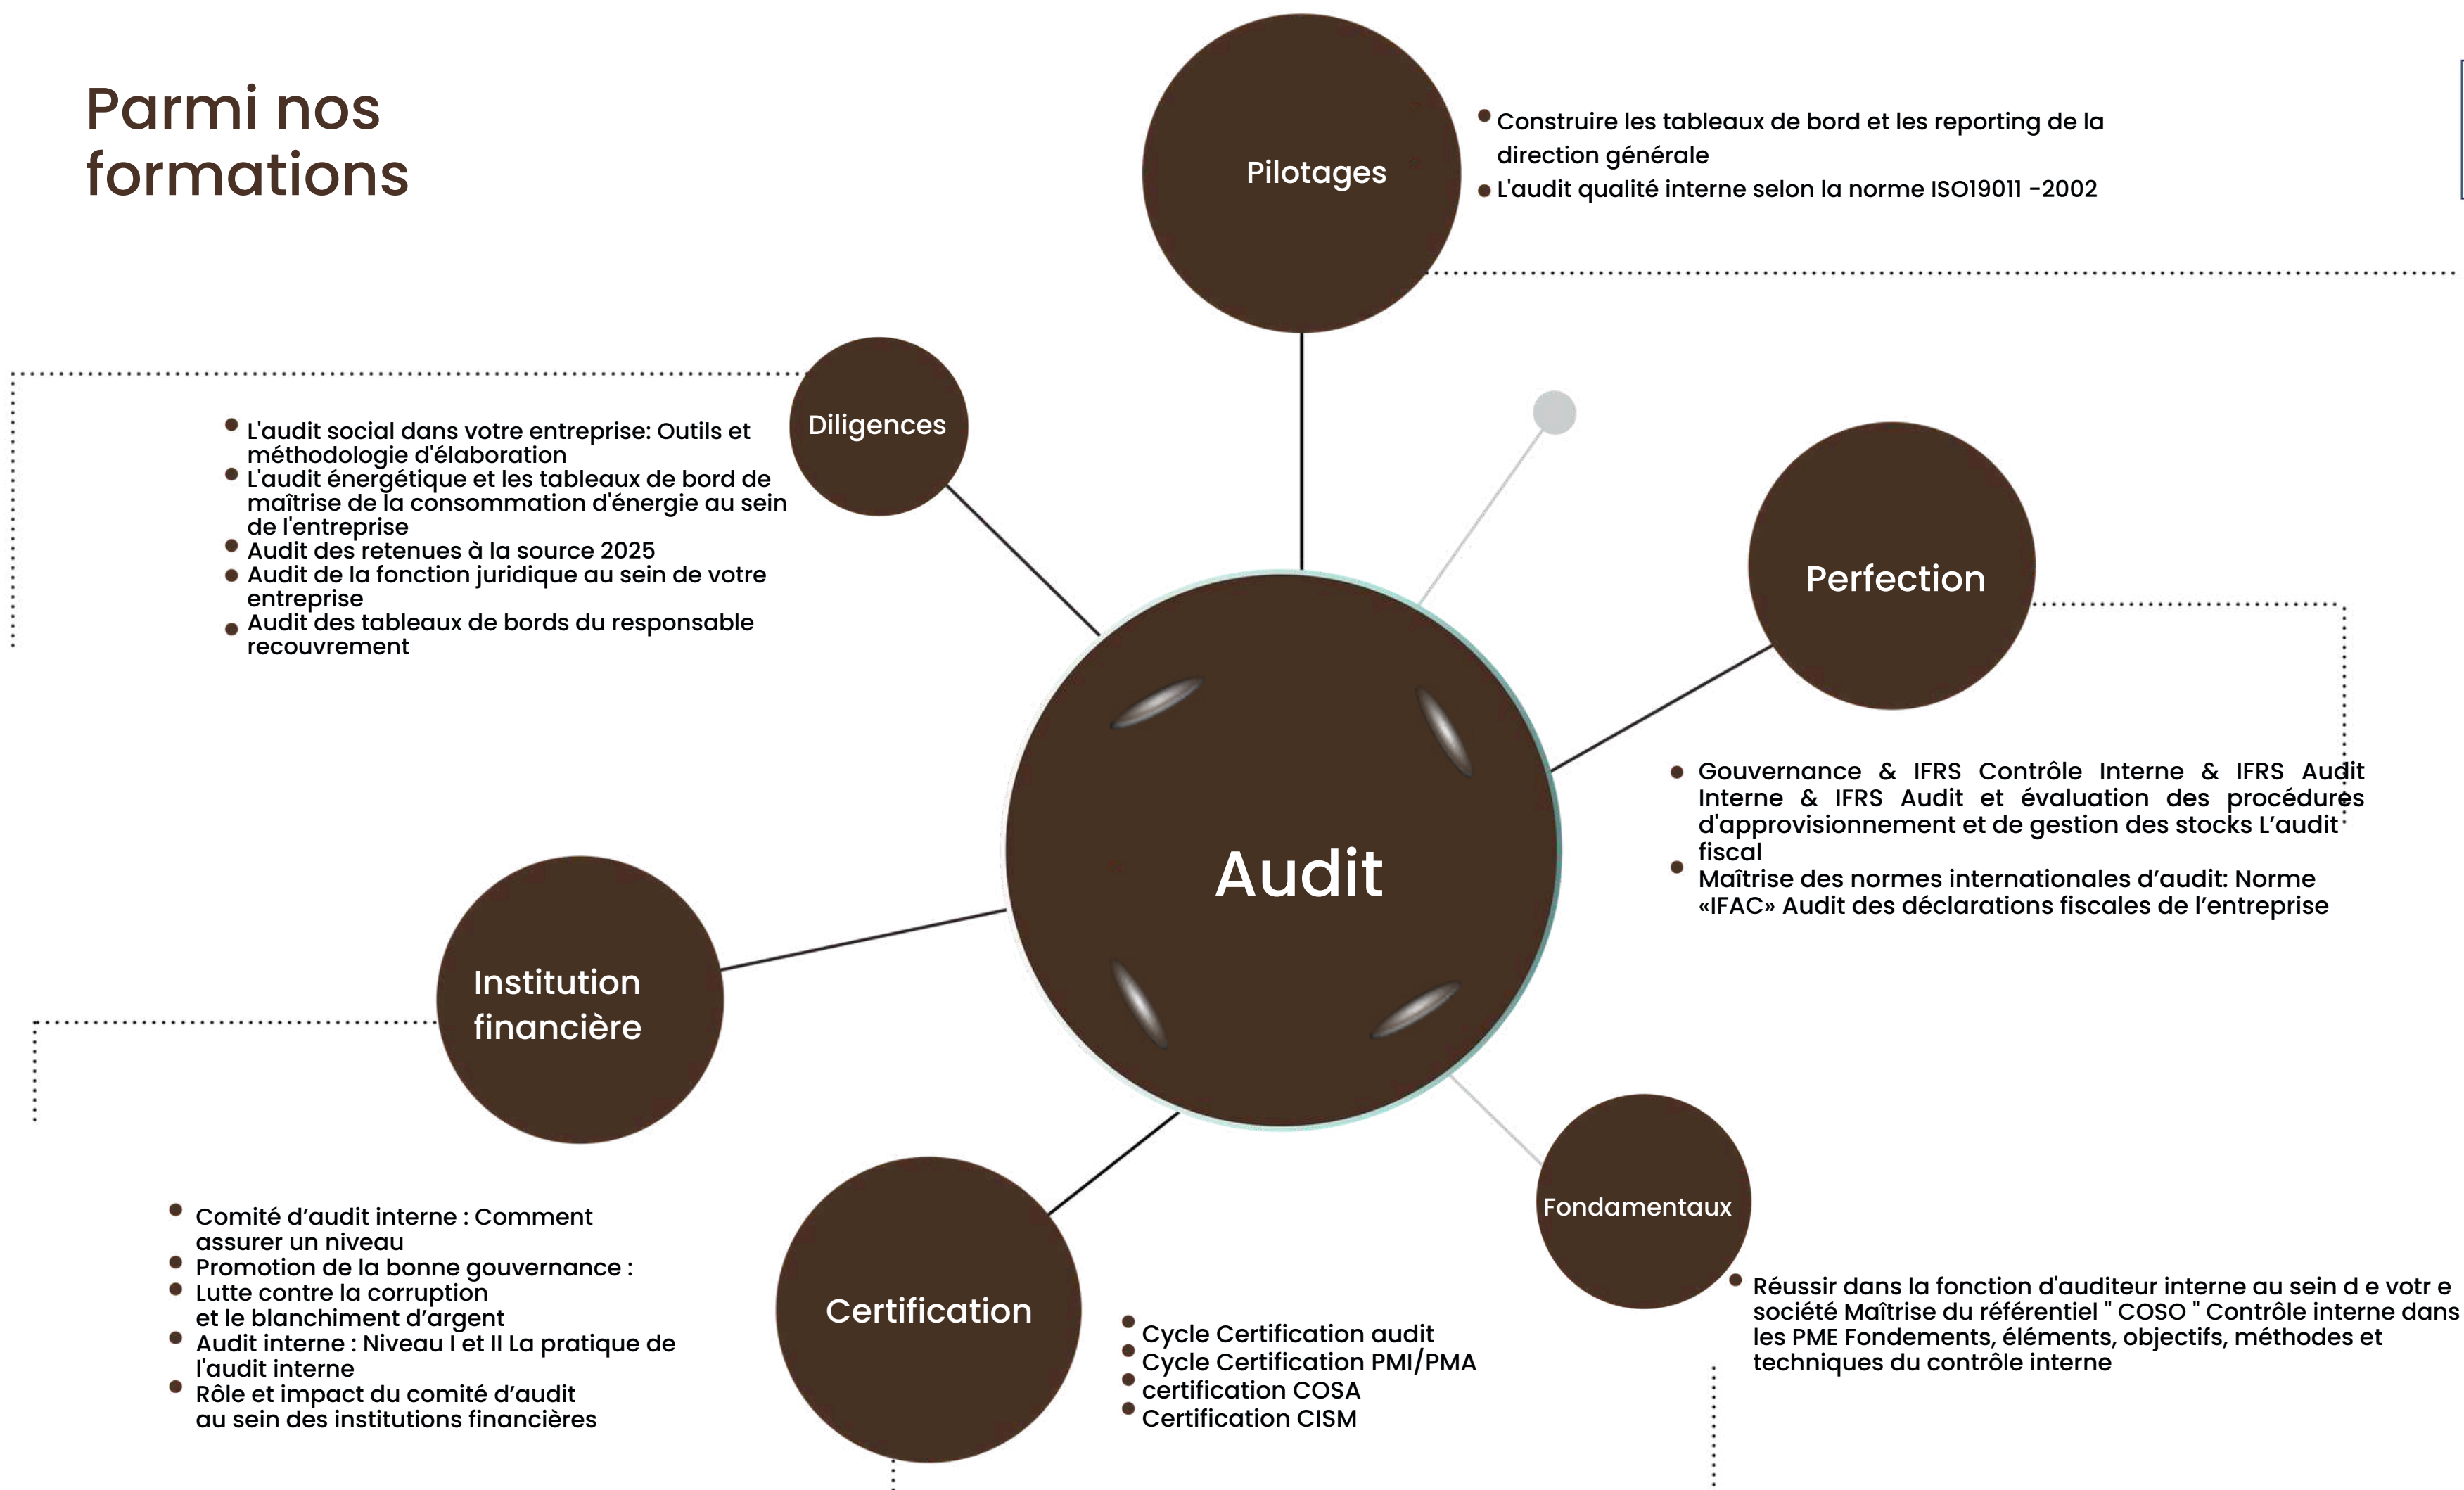 Parmi nos
formations
Pilotages
Construire les tableaux de bord et les reporting de la
direction générale
L'audit qualité interne selon la norme ISO19011 -2002
Diligences
L'audit social dans votre entreprise: Outils et
méthodologie d'élaboration
L'audit énergétique et les tableaux de bord de
maîtrise de la consommation d'énergie au sein
de l'entreprise
Audit des retenues à la source 2025
Audit de la fonction juridique au sein de votre
entreprise
Audit des tableaux de bords du responsable
recouvrement
Perfection
Gouvernance & IFRS Contrôle Interne & IFRS Audit
Interne & IFRS Audit et évaluation des procédures
d'approvisionnement et de gestion des stocks L’audit
fiscal
Maîtrise des normes internationales d’audit: Norme
«IFAC» Audit des déclarations fiscales de l’entreprise
Audit
Institution
financière
Comité d’audit interne : Comment
assurer un niveau
Promotion de la bonne gouvernance :
Lutte contre la corruption
et le blanchiment d’argent
Audit interne : Niveau I et II La pratique de
l'audit interne
Rôle et impact du comité d’audit
au sein des institutions financières
Certification
Cycle Certification audit
Cycle Certification PMI/PMA
certification COSA
Certification CISM
Fondamentaux
Réussir dans la fonction d'auditeur interne au sein d e votr e
société Maîtrise du référentiel " COSO " Contrôle interne dans
les PME Fondements, éléments, objectifs, méthodes et
techniques du contrôle interne